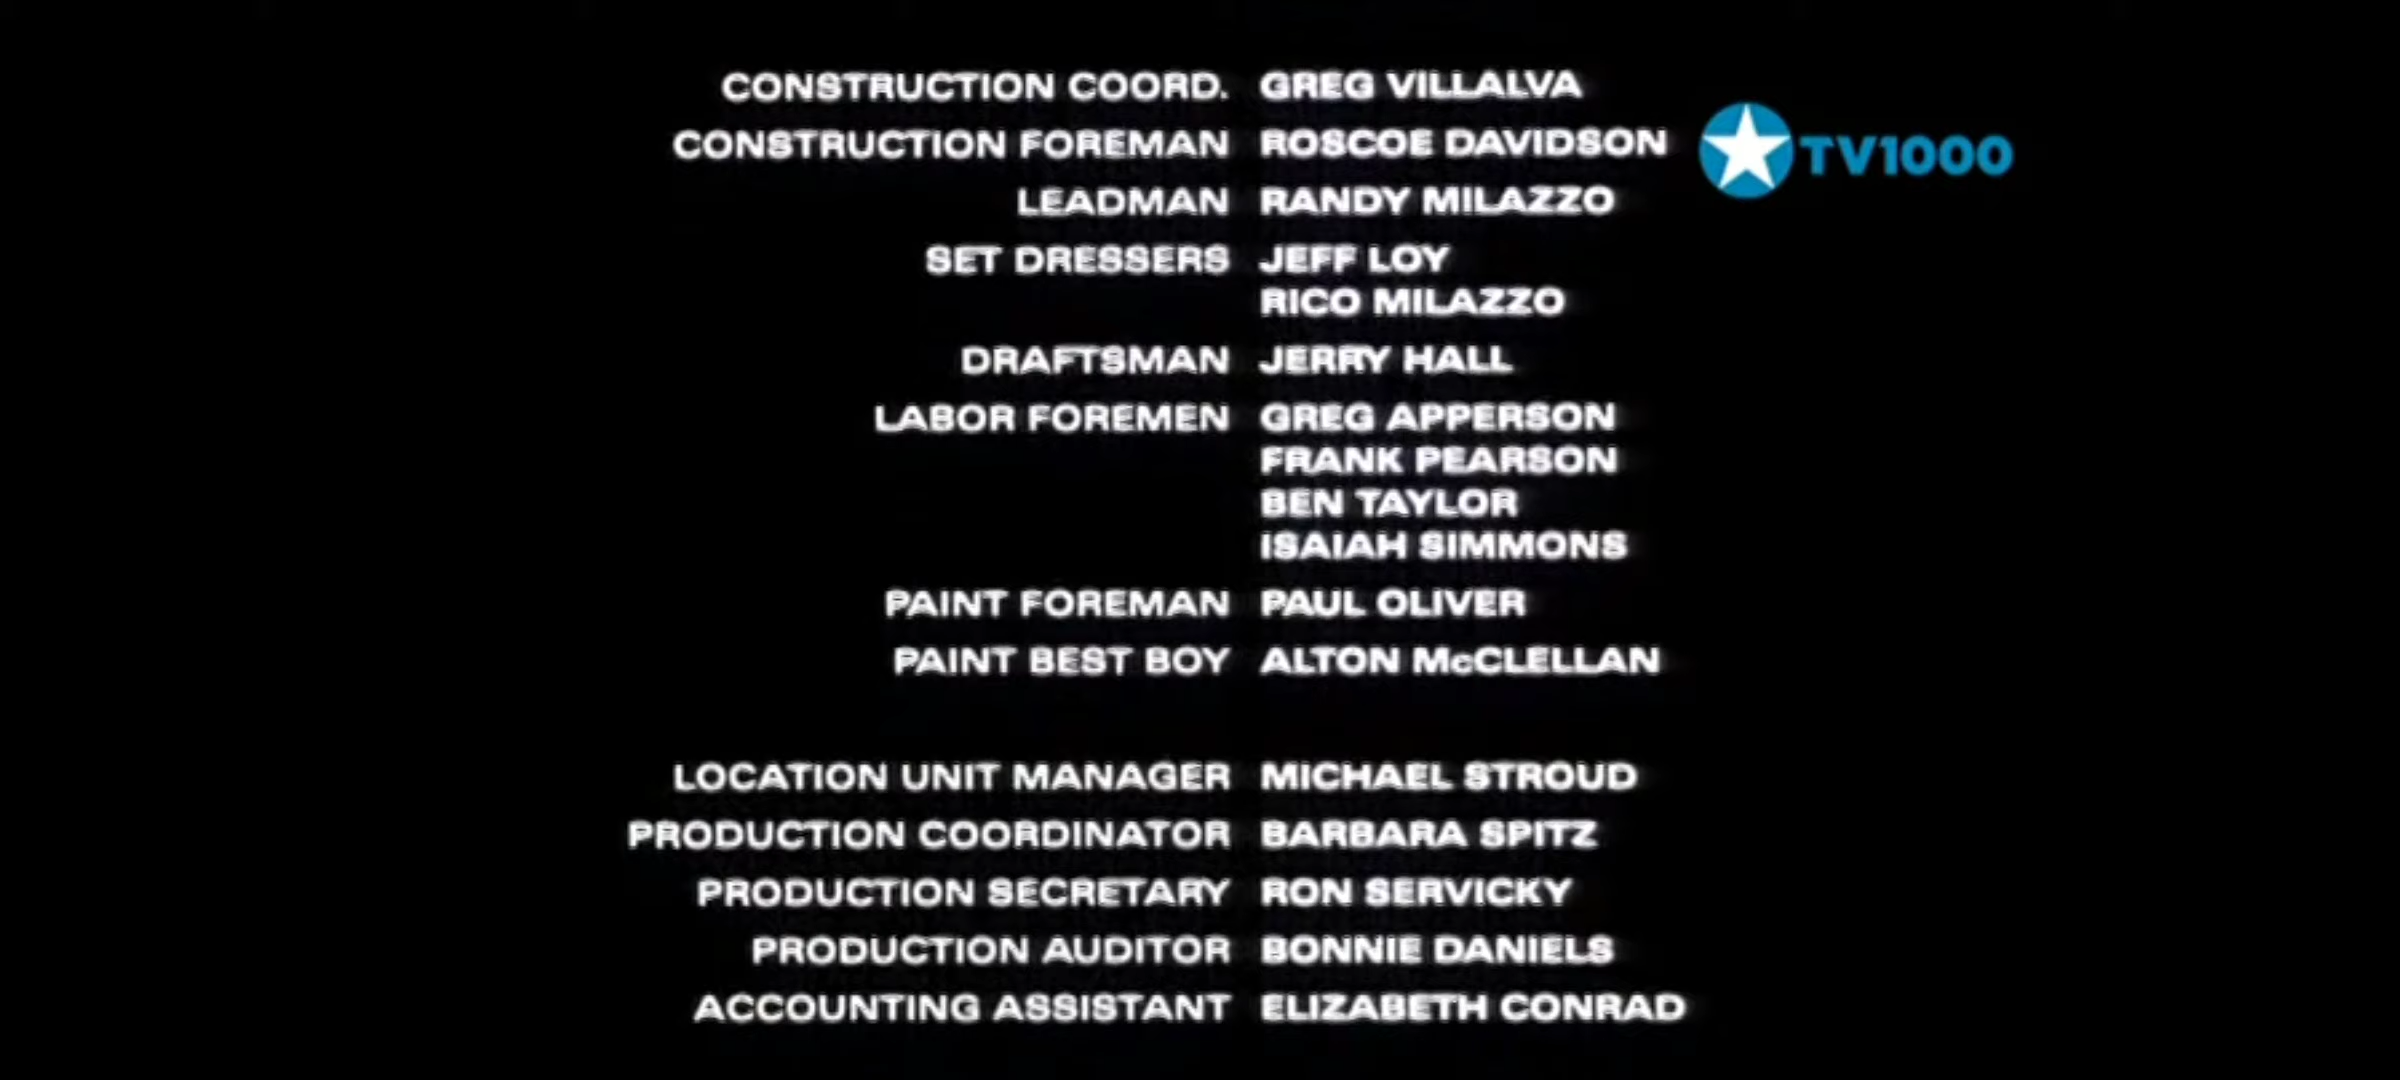 CONSTRUCTION COORD. GREG VILLALVA
CONSTRUCTION FOREMAN ROSCOE DAVIDSON
TV1000
LEADMAN RANDY MILAZZO
SET DRESSERS JEFF LOY
RICO MILAZZO
DRAFTSMAN JERRY HALL
LABOR FOREMEN GREG APPERSON
FRANK PEARSON
BEN TAYLOR
ISAIAH SIMMONS
PAINT FOREMAN PAUL OLIVER
PAINT BEST BOY ALTON McCLELLAN
LOCATION UNIT MANAGER MICHAEL STROUD
PRODUCTION COORDINATOR BARBARA SPITZ
PRODUCTION SECRETARY RON SERVICKY
PRODUCTION AUDITOR BONNIE DANIELS
ACCOUNTING ASSISTANT ELIZABETH CONRAD